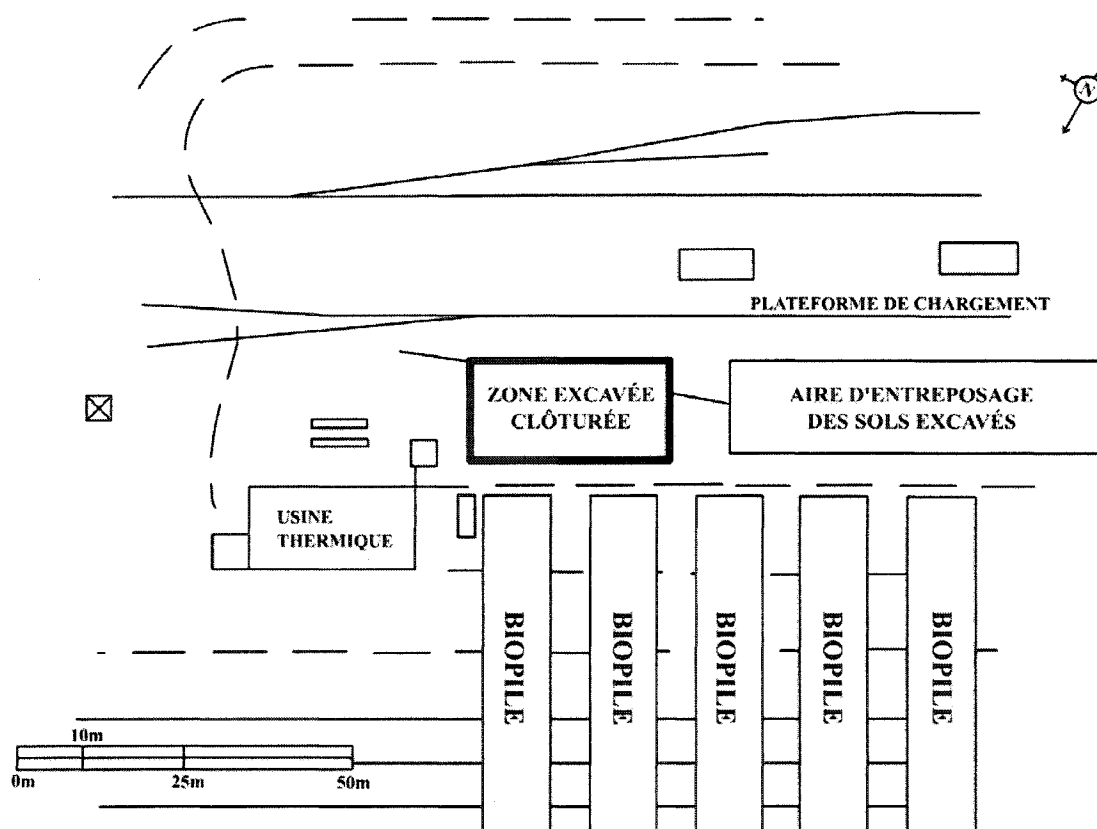 N
PLATEFORME DE CHARGEMENT
ZONE EXCAVÉE
CLÔTURÉE
AIRE D'ENTREPOSAGE
DES SOLS EXCAVÉS
USINE
THERMIQUE
BIOPILE
BIOPILE
BIOPILE
BIOPILE
BIOPILE
10m
0m
25m
50m